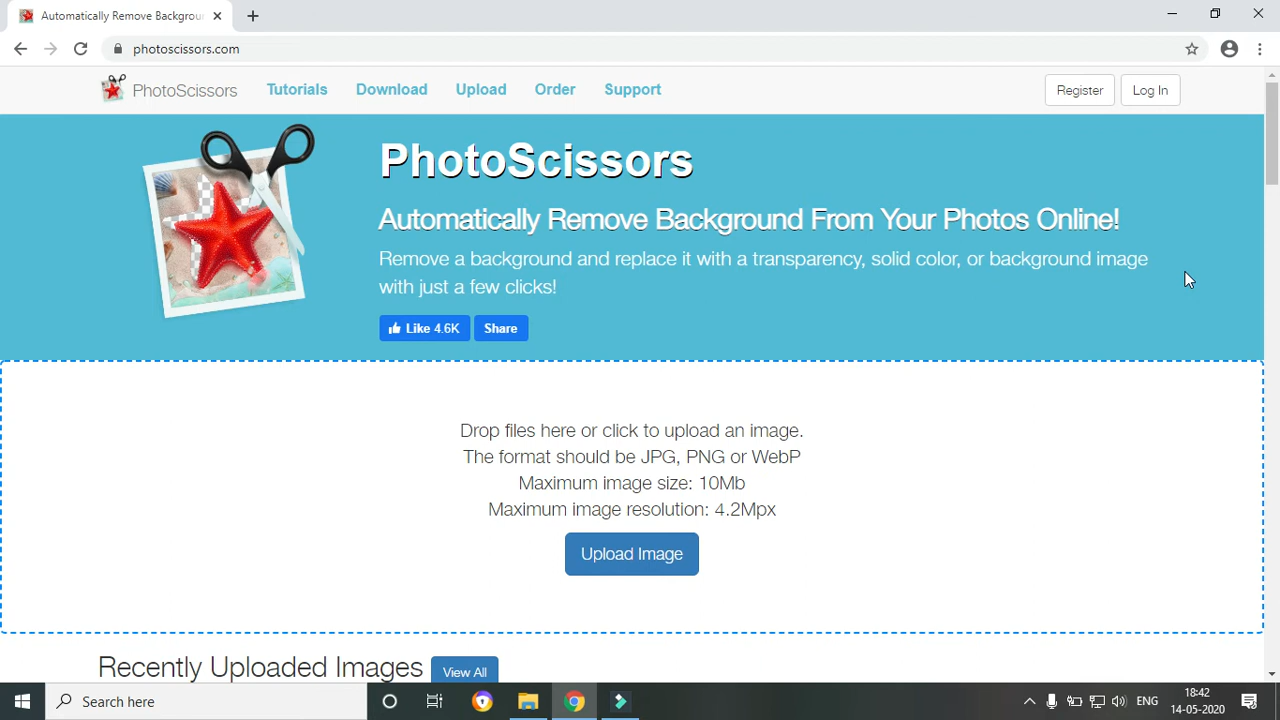 Automatically Remove Backgrou
photoscissors.com
PhotoScissors Tutorials Download Upload Order Support Register Log In
PhotoScissors
Automatically Remove Background From Your Photos Online!
Remove a background and replace it with a transparency, solid color, or background image
with just a few clicks!
Like 4.6K Share
Drop files here or click to upload an image.
The format should be JPG, PNG or WebP
Maximum image size: 10Mb
Maximum image resolution: 4.2Mpx
Upload Image
Recently Uploaded Images View All
Search here ENG 18:42
14-05-2020